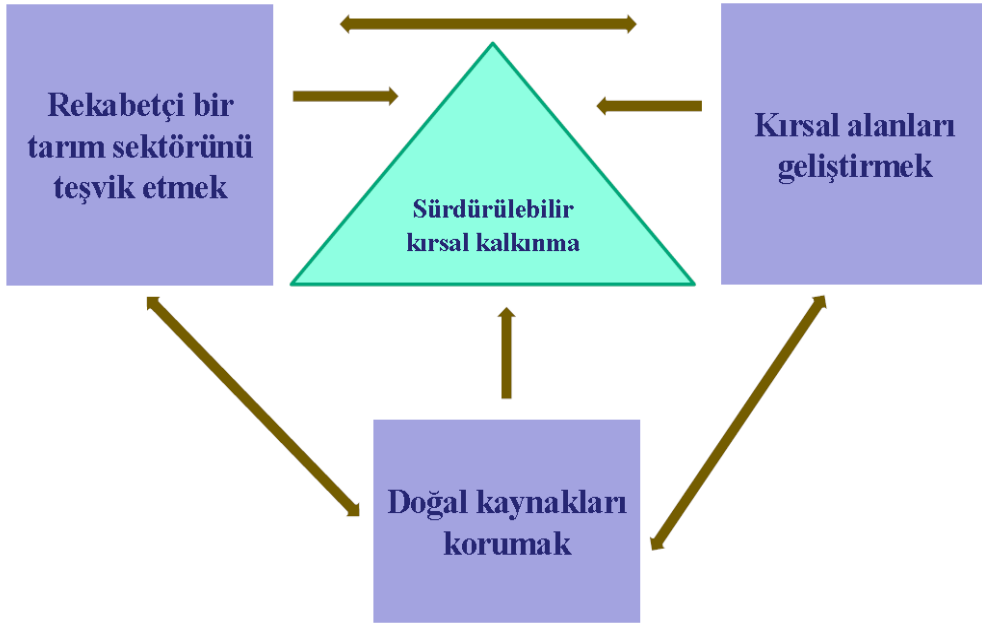 Rekabetçi bir
tarım sektörünü
teşvik etmek
Kırsal alanları
geliştirmek
Sürdürülebilir
kırsal kalkınma
Doğal kaynakları
korumak